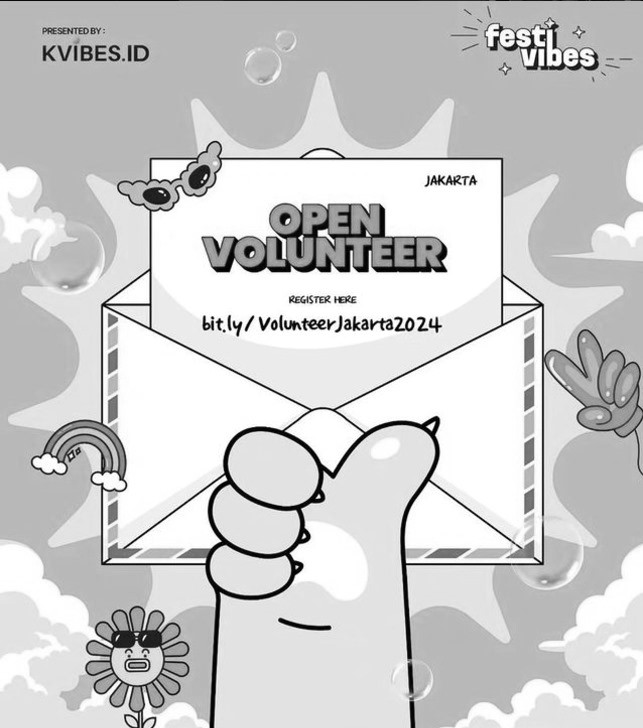 PRESENTED BY :
KVIBES.ID
festi
vibes
JAKARTA
OPEN
VOLUNTEER
REGISTER HERE
bit.ly/VolunteerJakarta2024